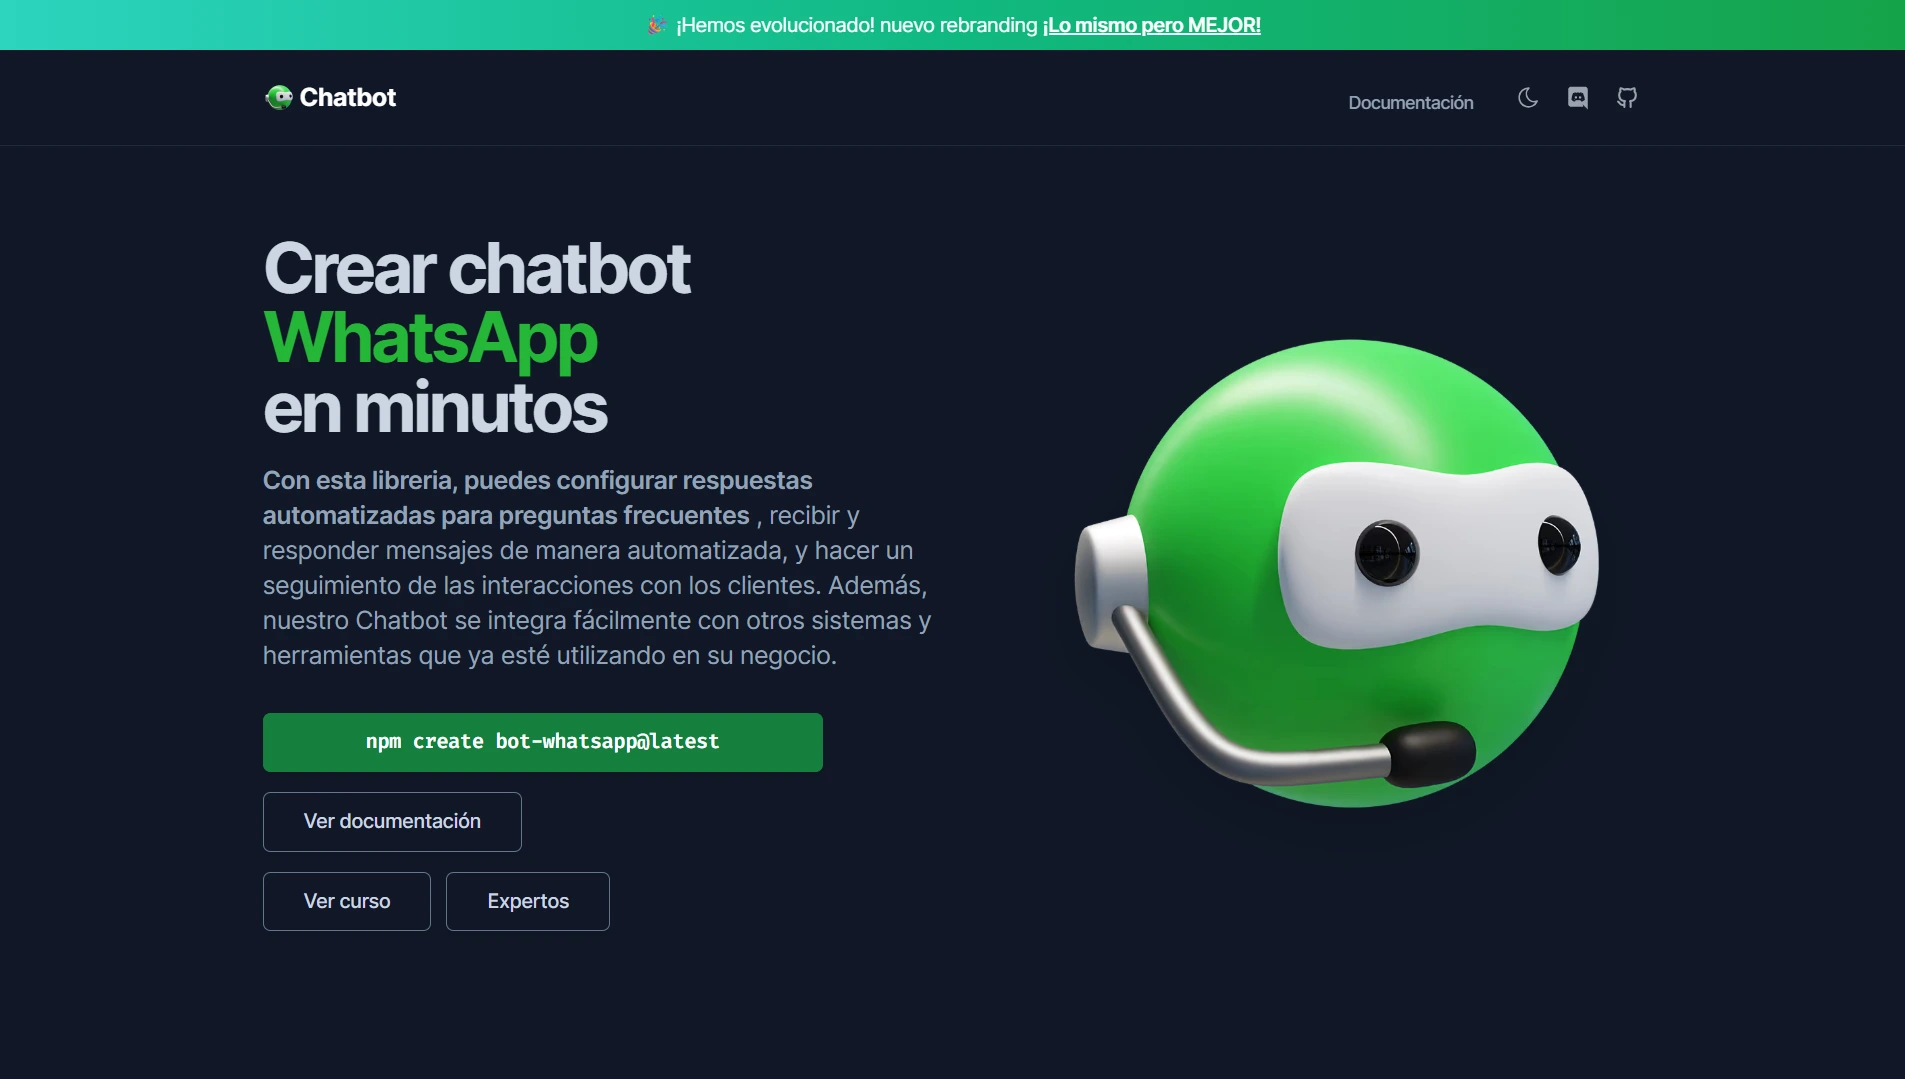 🎉 ¡Hemos evolucionado! nuevo rebranding ¡Lo mismo pero MEJOR!
Chatbot
Documentación
Crear chatbot
WhatsApp
en minutos
Con esta libreria, puedes configurar respuestas
automatizadas para preguntas frecuentes , recibir y
responder mensajes de manera automatizada, y hacer un
seguimiento de las interacciones con los clientes. Además,
nuestro Chatbot se integra fácilmente con otros sistemas y
herramientas que ya esté utilizando en su negocio.
npm create bot-whatsapp@latest
Ver documentación
Ver curso
Expertos